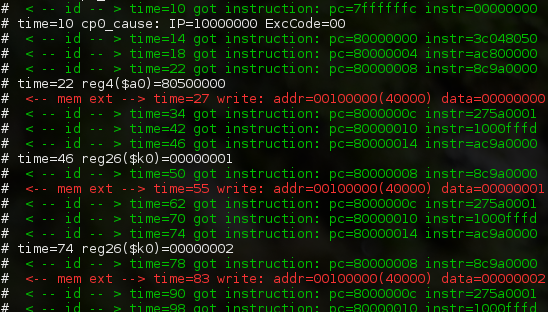 #  < -- id -- > time=10 got instruction: pc=7ffffffc instr=00000000
# time=10 cp0_cause: IP=10000000 ExcCode=00
#  < -- id -- > time=14 got instruction: pc=80000000 instr=3c048050
#  < -- id -- > time=18 got instruction: pc=80000004 instr=ac800000
#  < -- id -- > time=22 got instruction: pc=80000008 instr=8c9a0000
# time=22 reg4($a0)=80500000
#  <-- mem ext --> time=27 write: addr=00100000(40000) data=00000000
#  < -- id -- > time=34 got instruction: pc=8000000c instr=275a0001
#  < -- id -- > time=42 got instruction: pc=80000010 instr=1000fffd
#  < -- id -- > time=46 got instruction: pc=80000014 instr=ac9a0000
# time=46 reg26($k0)=00000001
#  < -- id -- > time=50 got instruction: pc=80000008 instr=8c9a0000
#  <-- mem ext --> time=55 write: addr=00100000(40000) data=00000001
#  < -- id -- > time=62 got instruction: pc=8000000c instr=275a0001
#  < -- id -- > time=70 got instruction: pc=80000010 instr=1000fffd
#  < -- id -- > time=74 got instruction: pc=80000014 instr=ac9a0000
# time=74 reg26($k0)=00000002
#  < -- id -- > time=78 got instruction: pc=80000008 instr=8c9a0000
#  <-- mem ext --> time=83 write: addr=00100000(40000) data=00000002
#  < -- id -- > time=90 got instruction: pc=8000000c instr=275a0001
#  < -- id -- > time=98 got instruction: pc=80000010 instr=1000fffd